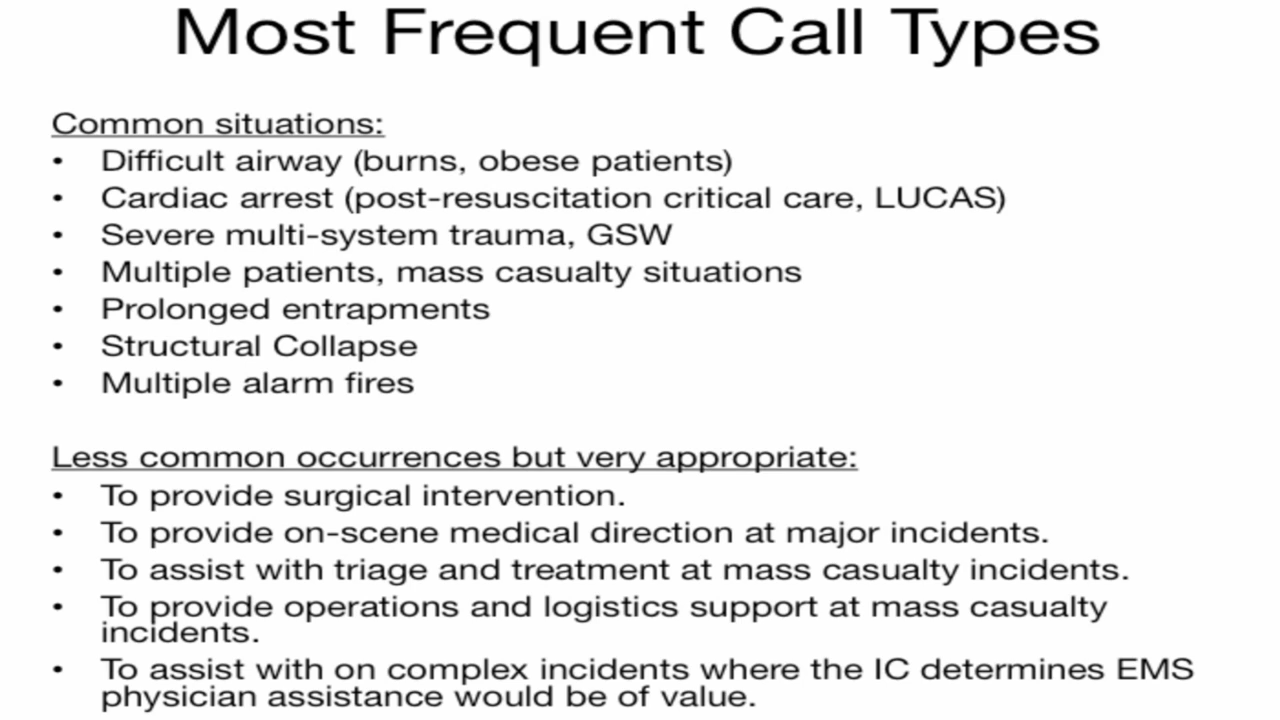 Most Frequent Call Types
Common situations:
• Difficult airway (burns, obese patients)
• Cardiac arrest (post-resuscitation critical care, LUCAS)
• Severe multi-system trauma, GSW
• Multiple patients, mass casualty situations
• Prolonged entrapments
• Structural Collapse
• Multiple alarm fires
Less common occurrences but very appropriate:
• To provide surgical intervention.
• To provide on-scene medical direction at major incidents.
• To assist with triage and treatment at mass casualty incidents.
• To provide operations and logistics support at mass casualty
incidents.
• To assist with on complex incidents where the IC determines EMS
physician assistance would be of value.